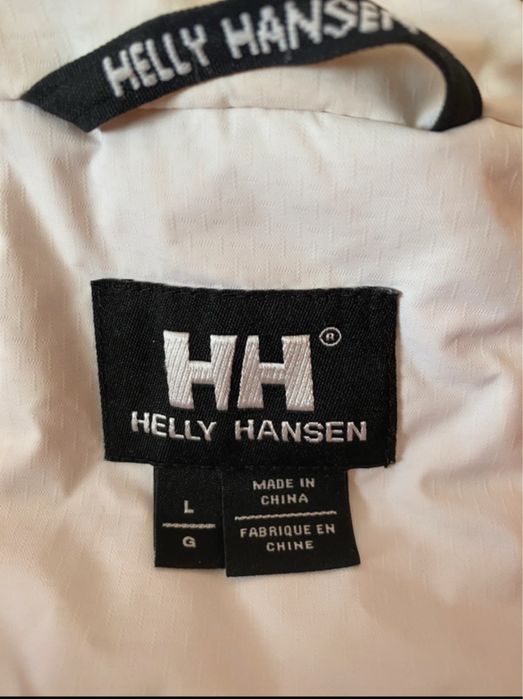 HELLY HANSEN
HH®
HELLY HANSEN
L
G
MADE IN
CHINA
FABRIQUE EN
CHINE